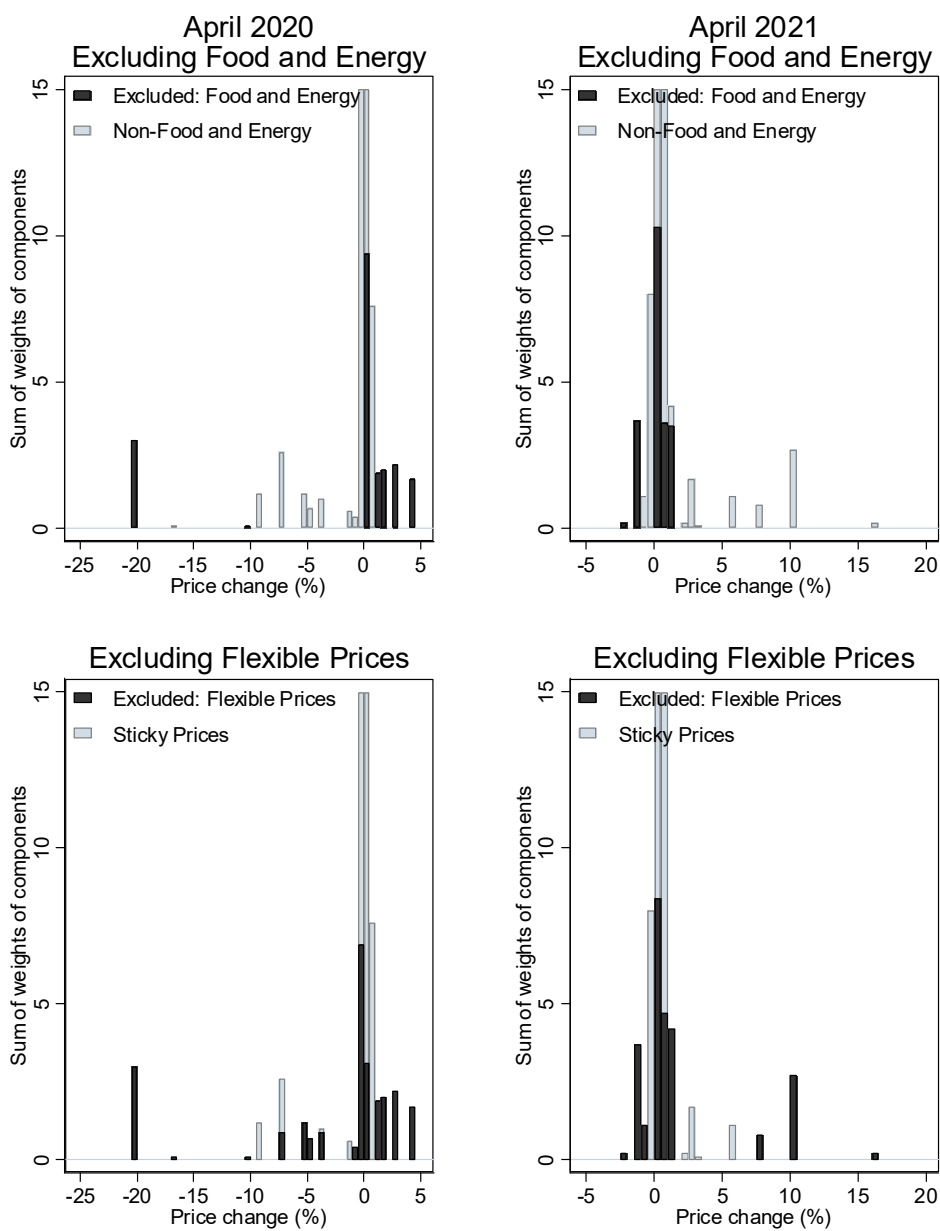 April 2020
Excluding Food and Energy
Excluded: Food and Energy
Non-Food and Energy
Sum of weights of components
15
10
5
0
-25 -20 -15 -10 -5 0 5
Price change (%)
April 2021
Excluding Food and Energy
Excluded: Food and Energy
Non-Food and Energy
Sum of weights of components
15
10
5
0
-5 0 5 10 15 20
Price change (%)
Excluding Flexible Prices
Excluded: Flexible Prices
Sticky Prices
Sum of weights of components
15
10
5
0
-25 -20 -15 -10 -5 0 5
Price change (%)
Excluding Flexible Prices
Excluded: Flexible Prices
Sticky Prices
Sum of weights of components
15
10
5
0
-5 0 5 10 15 20
Price change (%)